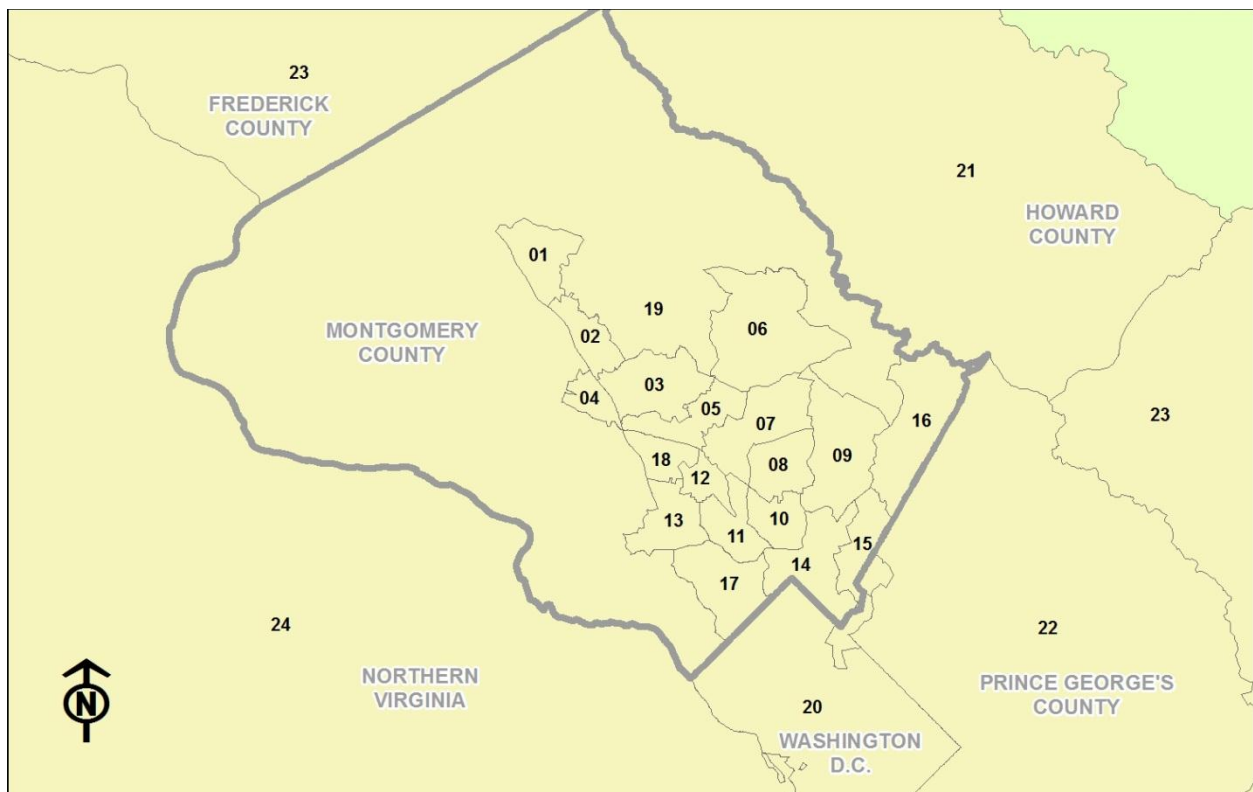 23
FREDERICK
COUNTY
21
HOWARD
COUNTY
01
19
06
MONTGOMERY
COUNTY
02
03
04
05
16
23
07
18
08
09
12
13
10
11
15
14
17
24
22
NORTHERN
VIRGINIA
PRINCE GEORGE'S
COUNTY
N
20
WASHINGTON
D.C.